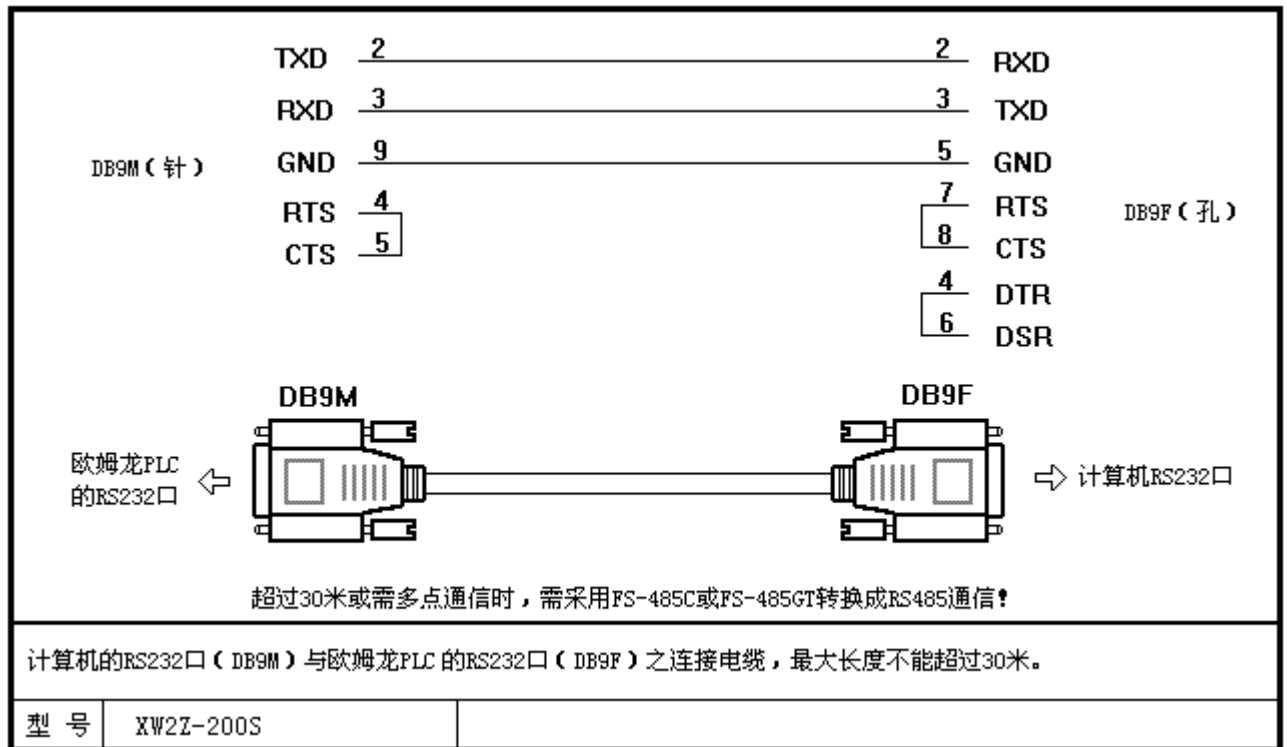 TXD 2 2 RXD
RXD 3 3 TXD
GND 9 5 GND
DB9M(针)
RTS 4 7 RTS
DB9F(孔)
CTS 5 8 CTS
4 DTR
6 DSR
DB9M DB9F
欧姆龙PLC
的RS232口
计算机RS232口
超过30米或需多点通信时,需采用FS-485C或FS-485GT转换成RS485通信!
计算机的RS232口(DB9M)与欧姆龙PLC的RS232口(DB9F)之连接电缆,最大长度不能超过30米。
型号 XW2Z-200S